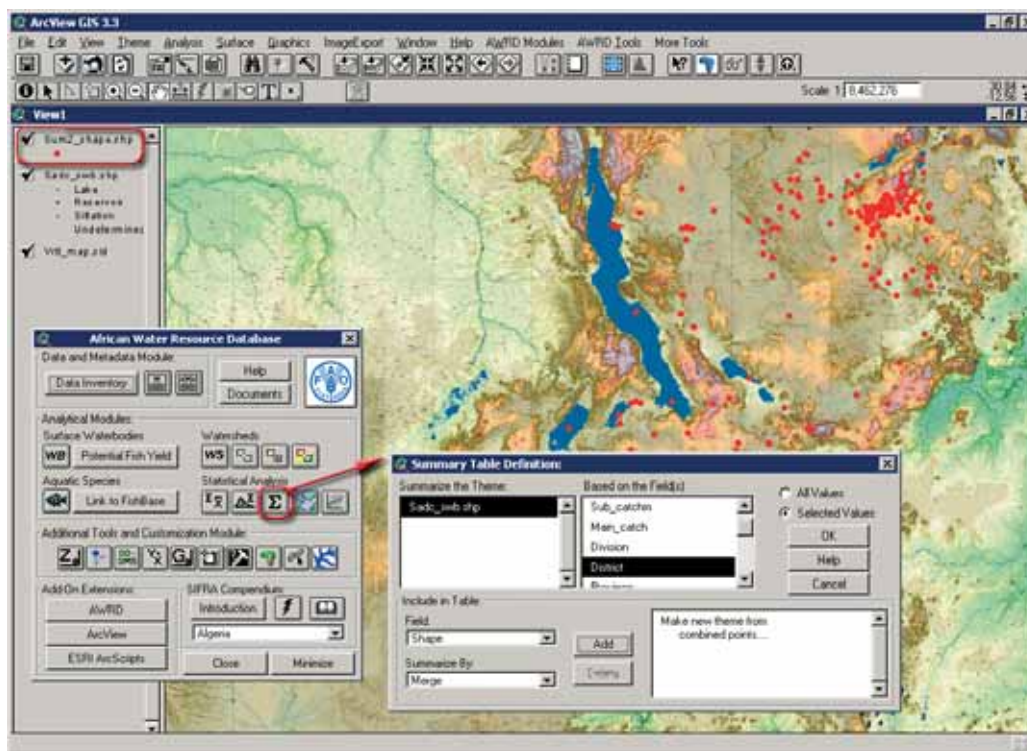 ArcView GIS 3.3
File Edit View Theme Analysis Surface Graphics ImageExport Window Help AWRD Modules AWRD Tools More Tools
Scale 1: 8,462,276
View1
Sum2_shape.shp
Sadc_swb.shp
Lake
Reservoir
Siltation
Undetermined
African Water Resource Database
Data and Metadata Module:
Data Inventory
Help
Documents
FAO
Analytical Modules:
Surface Waterbodies
WB Potential Fish Yield
Watersheds
WS
Aquatic Species
Link to FishBase
Statistical Analysis
Σ
Additional Tools and Customization Module:
Add-On Extensions:
AWRD
ArcView
ESRI ArcScripts
SIFRA Compendium:
Introduction
Algeria
Close Minimize
Summary Table Definition:
Summarize the Theme:
Sadc_swb.shp
Based on the Field(s)
Sub_catchm
Main_catch
Division
District
All Values
Selected Values
OK
Help
Cancel
Include in Table
Field:
Shape
Summarize By:
Merge
Add
Delete
Make new theme from
combined points...